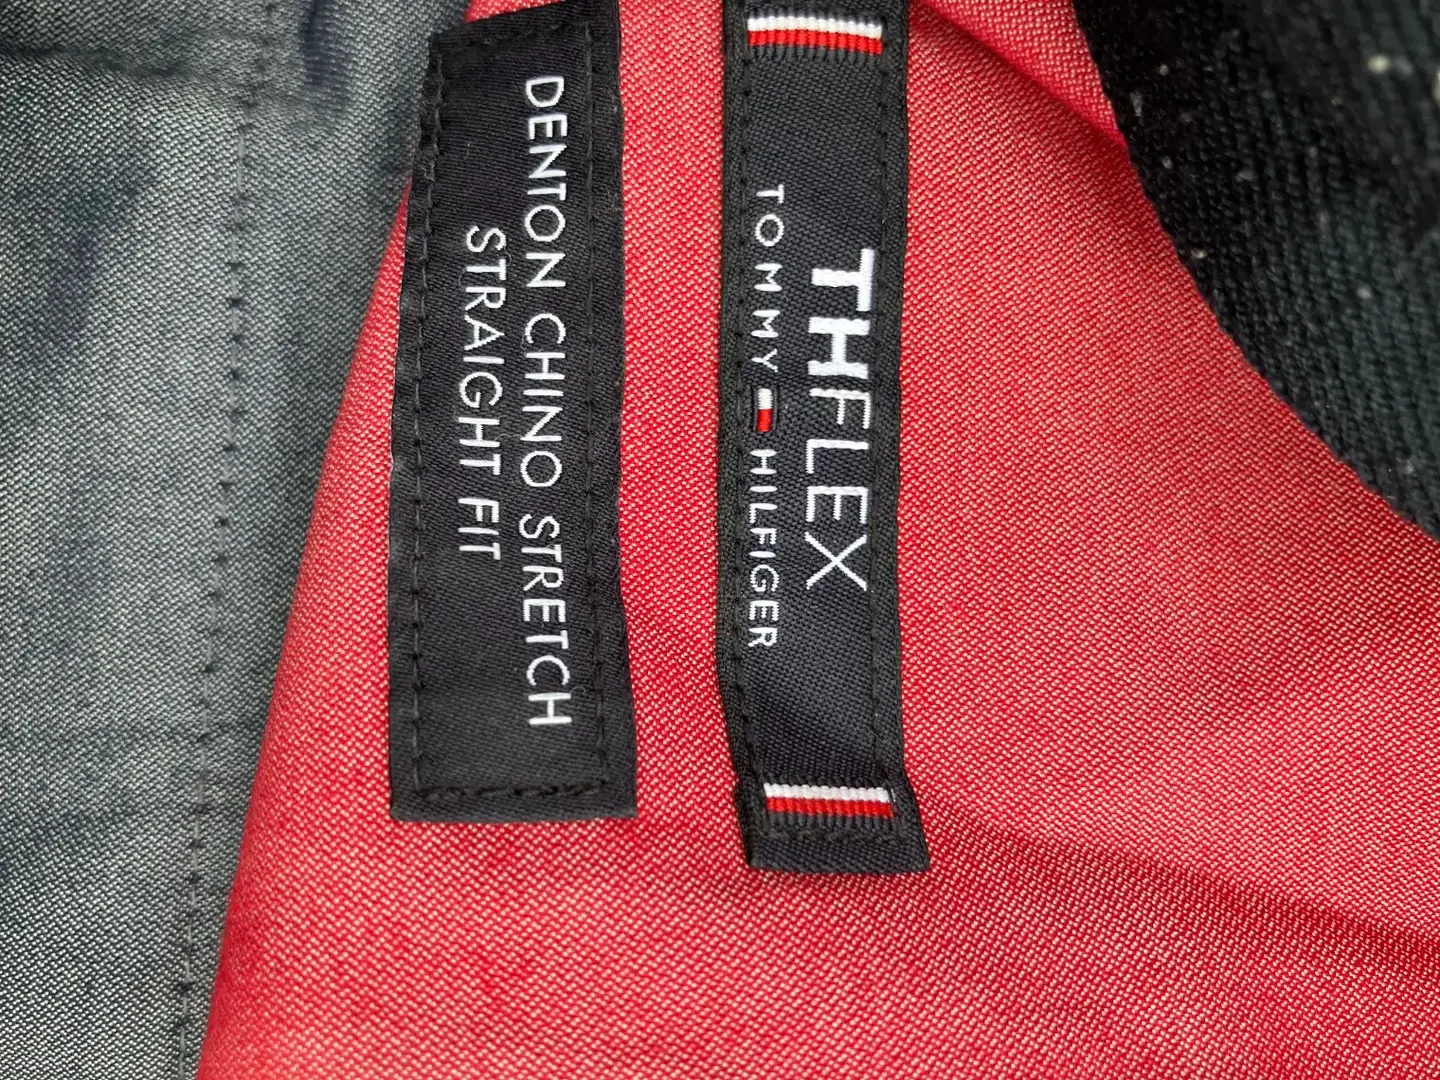 THFLEX
TOMMY HILFIGER
DENTON CHINO STRETCH
STRAIGHT FIT